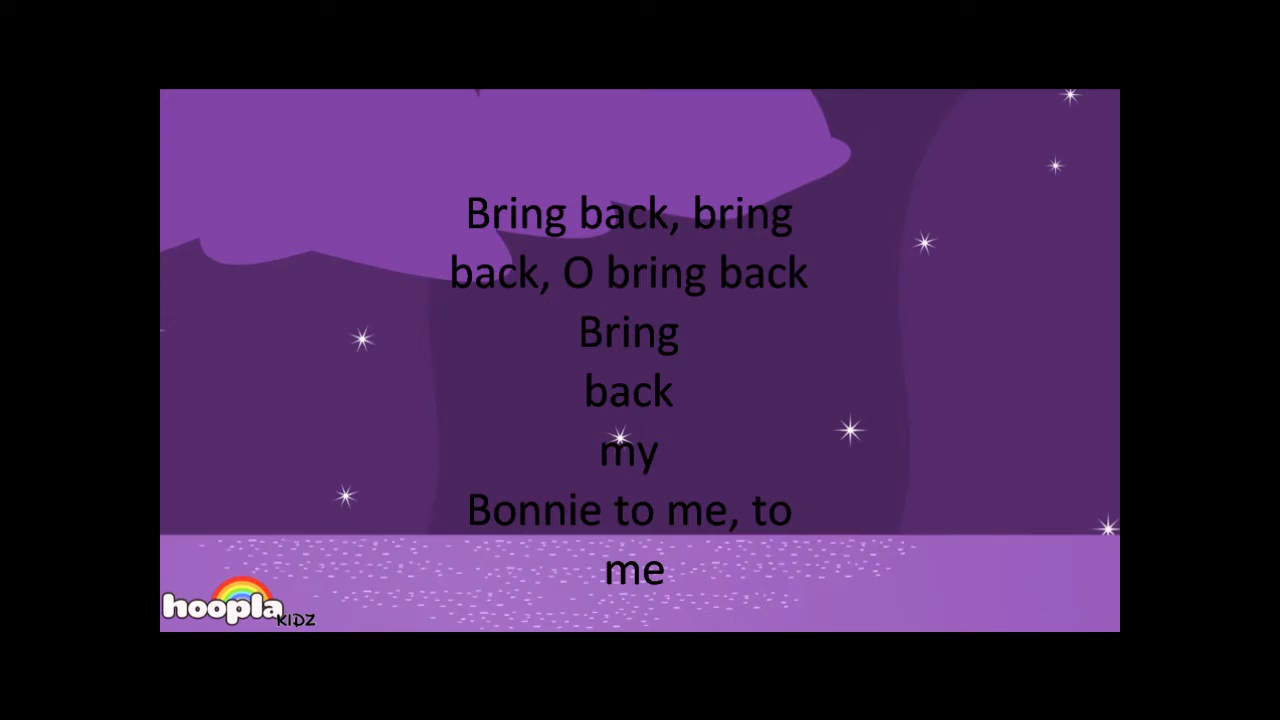 Bring back, bring
back, O bring back
Bring
back
my
Bonnie to me, to
me
hoopla
KIDZ